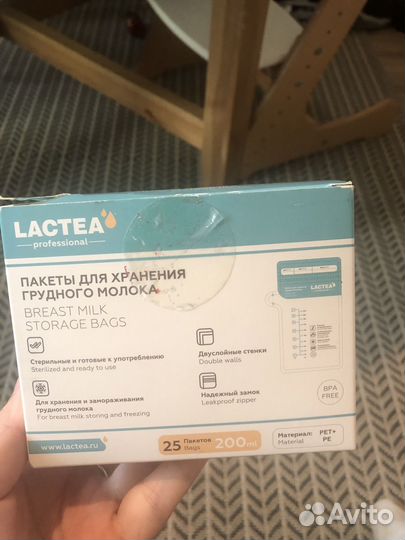 LACTEA
professional
ПАКЕТЫ ДЛЯ ХРАНЕНИЯ
ГРУДНОГО МОЛОКА
BREAST MILK
STORAGE BAGS
Стерильные и готовые к употреблению
Sterilized and ready to use
Двуслойные стенки
Double walls
Для хранения и замораживания
грудного молока
For breast milk storing and freezing
Надежный замок
Leakproof zipper
LACTEA
BPA
FREE
www.lactea.ru
25 Пакетов 200ml
Bags
Материал: PET+
Material PE
Avito